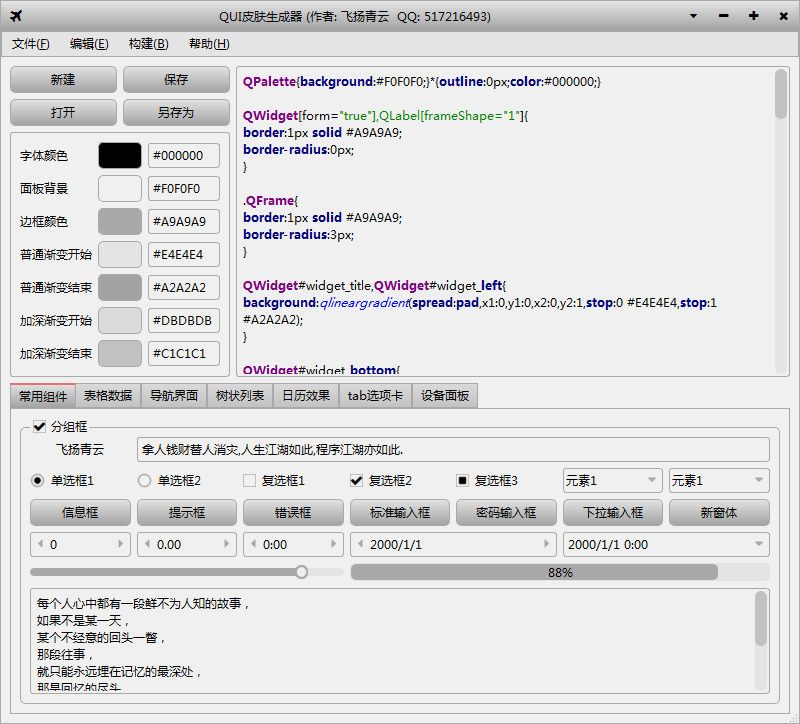 QUI皮肤生成器 (作者: 飞扬青云  QQ: 517216493)
文件(F) 编辑(E) 构建(B) 帮助(H)
新建 保存
打开 另存为
字体颜色 #000000
面板背景 #F0F0F0
边框颜色 #A9A9A9
普通渐变开始 #E4E4E4
普通渐变结束 #A2A2A2
加深渐变开始 #DBDBDB
加深渐变结束 #C1C1C1
QPalette{background:#F0F0F0;}*{outline:0px;color:#000000;}
QWidget[form="true"],QLabel[frameShape="1"]{
border:1px solid #A9A9A9;
border-radius:0px;
}
.QFrame{
border:1px solid #A9A9A9;
border-radius:3px;
}
QWidget#widget_title,QWidget#widget_left{
background:qlineargradient(spread:pad,x1:0,y1:0,x2:0,y2:1,stop:0 #E4E4E4,stop:1
#A2A2A2);
}
QWidget#widget_bottom{
常用组件 表格数据 导航界面 树状列表 日历效果 tab选项卡 设备面板
分组框
飞扬青云 拿人钱财替人消灾,人生江湖如此,程序江湖亦如此.
单选框1 单选框2 复选框1 复选框2 复选框3 元素1 元素1
信息框 提示框 错误框 标准输入框 密码输入框 下拉输入框 新窗体
0 0.00 0:00 2000/1/1 2000/1/1 0:00
88%
每个人心中都有一段鲜不为人知的故事，
如果不是某一天，
某个不经意的回头一瞥，
那段往事，
就只能永远埋在记忆的最深处，
那是回忆的尽头